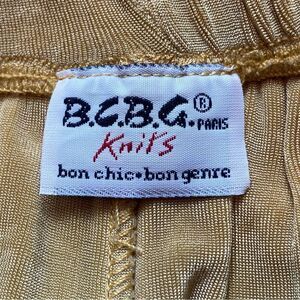 B.C.B.G.® PARIS
Knits
bon chic•bon genre